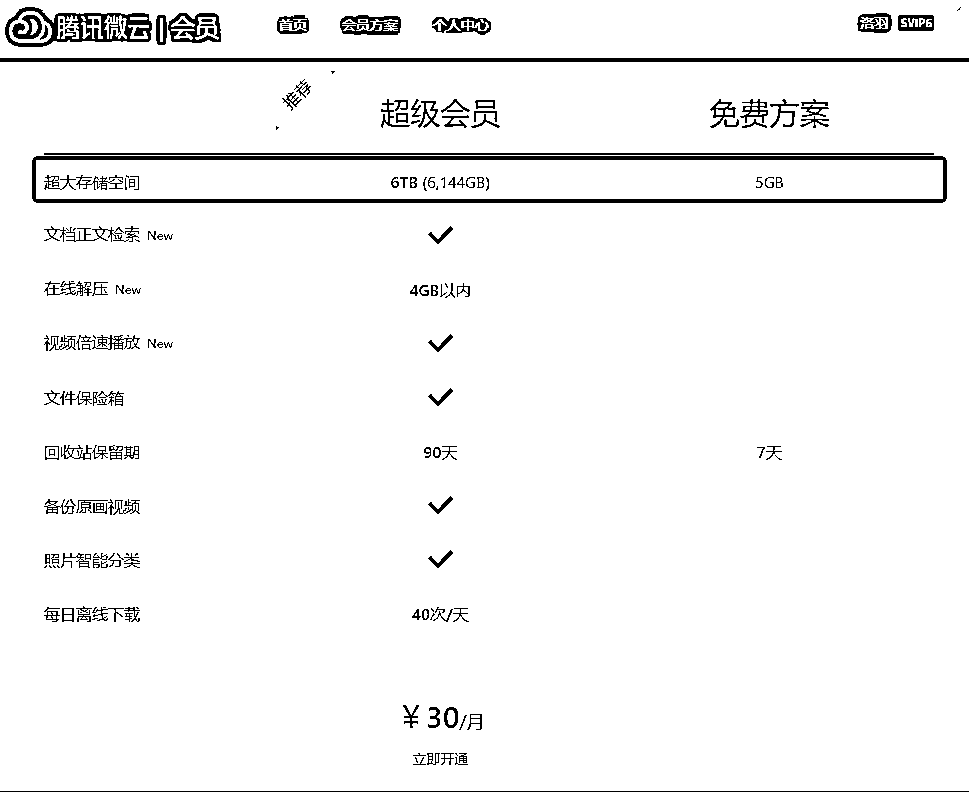 腾讯微云 | 会员 首页 会员方案 个人中心 洛羽 SVIP6
推荐 超级会员 免费方案
超大存储空间 6TB (6,144GB) 5GB
文档正文检索 New
在线解压 New 4GB以内
视频倍速播放 New
文件保险箱
回收站保留期 90天 7天
备份原画视频
照片智能分类
每日离线下载 40次/天
¥30/月
立即开通